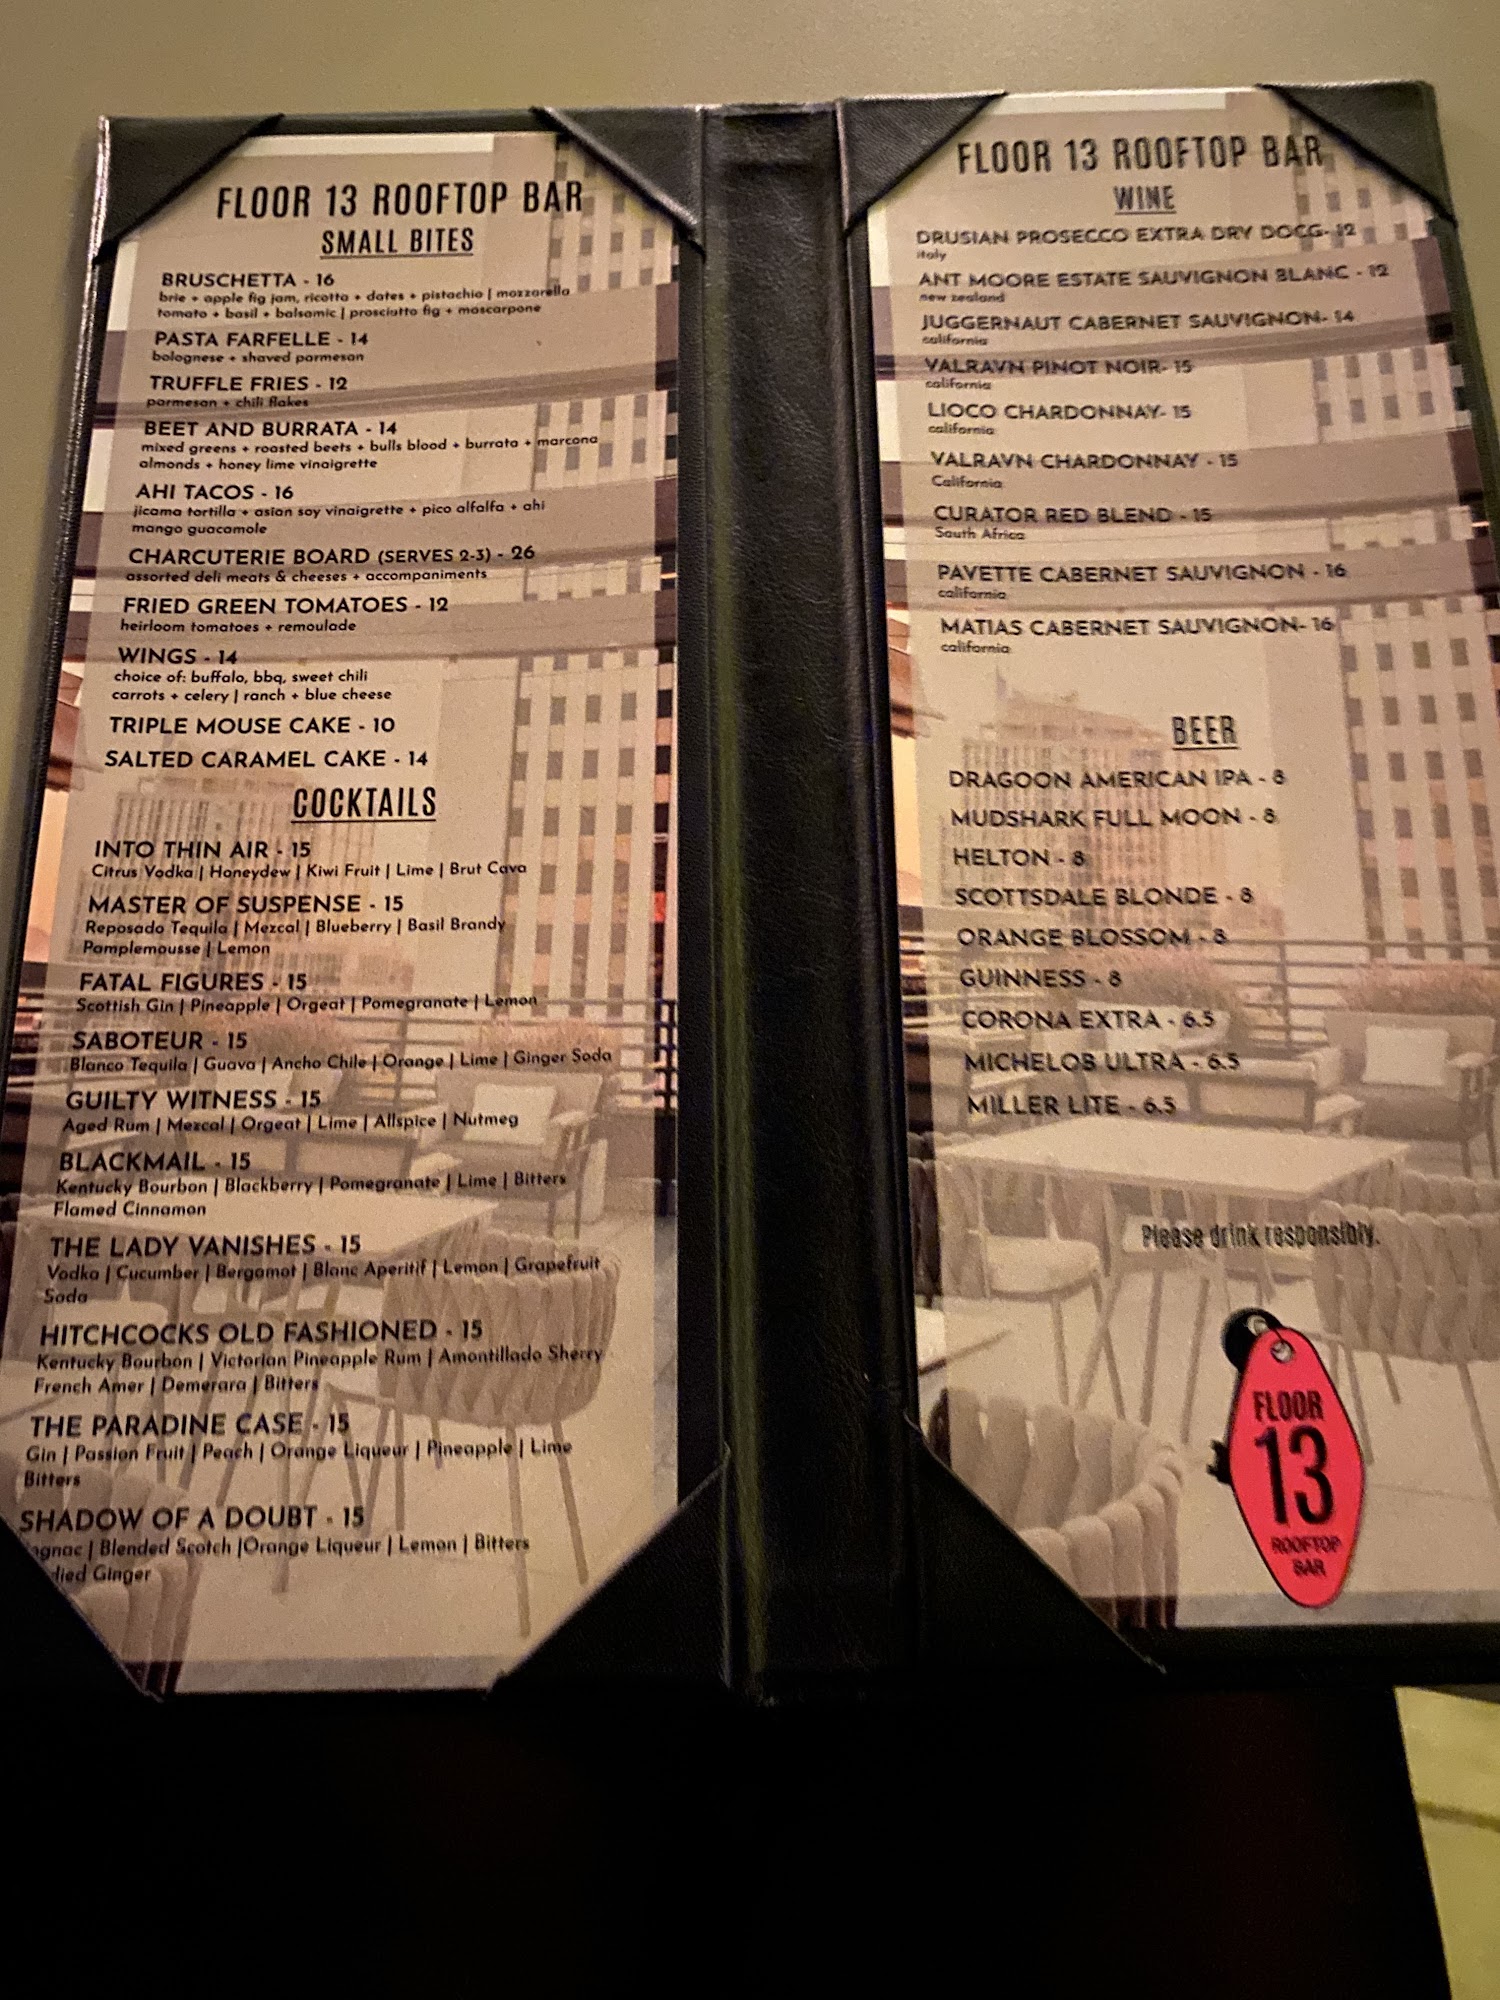 FLOOR 13 ROOFTOP BAR
SMALL BITES
BRUSCHETTA - 16
brie + apple fig jam, ricotta + dates + pistachio | mozzarella
tomato + basil + balsamic | prosciutto fig + mascarpone
PASTA FARFELLE - 14
bolognese + shaved parmesan
TRUFFLE FRIES - 12
parmesan + chili flakes
BEET AND BURRATA - 14
mixed greens + roasted beets + bulls blood + burrata + marcona
almonds + honey lime vinaigrette
AHI TACOS - 16
jicama tortilla + asian soy vinaigrette + pico alfalfa + ahi
mango guacamole
CHARCUTERIE BOARD (SERVES 2-3) - 26
assorted deli meats & cheeses + accompaniments
FRIED GREEN TOMATOES - 12
heirloom tomatoes + remoulade
WINGS - 14
choice of: buffalo, bbq, sweet chili
carrots + celery | ranch + blue cheese
TRIPLE MOUSE CAKE - 10
SALTED CARAMEL CAKE - 14
COCKTAILS
INTO THIN AIR - 15
Citrus Vodka | Honeydew | Kiwi Fruit | Lime | Brut Cava
MASTER OF SUSPENSE - 15
Reposado Tequila | Mezcal | Blueberry | Basil Brandy
Pamplemousse | Lemon
FATAL FIGURES - 15
Scottish Gin | Pineapple | Orgeat | Pomegranate | Lemon
SABOTEUR - 15
Blanco Tequila | Guava | Ancho Chile | Orange | Lime | Ginger Soda
GUILTY WITNESS - 15
Aged Rum | Mezcal | Orgeat | Lime | Allspice | Nutmeg
BLACKMAIL - 15
Kentucky Bourbon | Blackberry | Pomegranate | Lime | Bitters
Flamed Cinnamon
THE LADY VANISHES - 15
Vodka | Cucumber | Bergamot | Blanc Aperitif | Lemon | Grapefruit
Soda
HITCHCOCKS OLD FASHIONED - 15
Kentucky Bourbon | Victorian Pineapple Rum | Amontillado Sherry
French Amer | Demerara | Bitters
THE PARADINE CASE - 15
Gin | Passion Fruit | Peach | Orange Liqueur | Pineapple | Lime
Bitters
SHADOW OF A DOUBT - 15
| Blended Scotch |Orange Liqueur | Lemon | Bitters
Ginger
FLOOR 13 ROOFTOP BAR
WINE
DRUSIAN PROSECCO EXTRA DRY DOCG- 12
italy
ANT MOORE ESTATE SAUVIGNON BLANC - 12
new zealand
JUGGERNAUT CABERNET SAUVIGNON- 14
california
VALRAVN PINOT NOIR- 15
california
LIOCO CHARDONNAY- 15
california
VALRAVN CHARDONNAY - 15
California
CURATOR RED BLEND - 15
South Africa
PAVETTE CABERNET SAUVIGNON - 16
california
MATIAS CABERNET SAUVIGNON- 16
california
BEER
DRAGOON AMERICAN IPA - 8
MUDSHARK FULL MOON - 8
HELTON - 8
SCOTTSDALE BLONDE - 8
ORANGE BLOSSOM - 8
GUINNESS - 8
CORONA EXTRA - 6.5
MICHELOB ULTRA - 6.5
MILLER LITE - 6.5
Please drink responsibly.
FLOOR
13
ROOFTOP
BAR